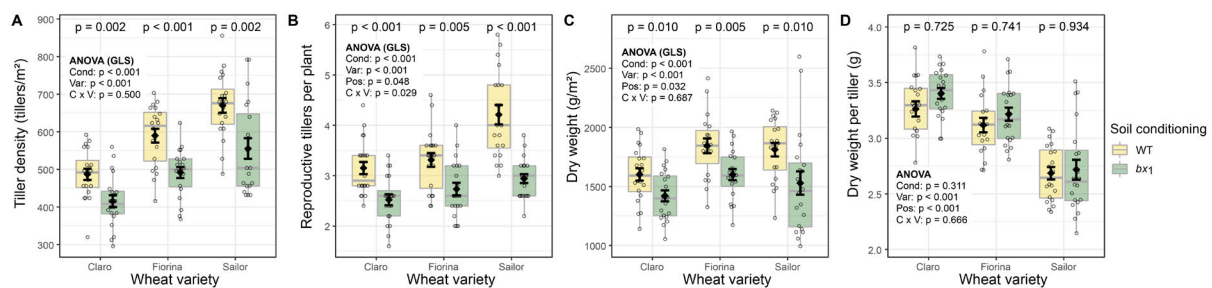 A
p = 0.002
p < 0.001
p = 0.002
ANOVA (GLS)
Cond: p < 0.001
Var: p < 0.001
C x V: p = 0.500
Tiller density (tillers/m²)
900
800
700
600
500
400
300
Claro
Fiorina
Sailor
Wheat variety
B
p < 0.001
p = 0.005
p < 0.001
ANOVA (GLS)
Cond: p < 0.001
Var: p < 0.001
Pos: p = 0.048
C x V: p = 0.029
Reproductive tillers per plant
5
4
3
2
Claro
Fiorina
Sailor
Wheat variety
C
p = 0.010
p = 0.005
p = 0.010
ANOVA (GLS)
Cond: p < 0.001
Var: p < 0.001
Pos: p = 0.032
C x V: p = 0.687
Dry weight (g/m²)
2500
2000
1500
1000
Claro
Fiorina
Sailor
Wheat variety
D
p = 0.725
p = 0.741
p = 0.934
ANOVA
Cond: p = 0.311
Var: p < 0.001
Pos: p < 0.001
C x V: p = 0.666
Dry weight per tiller (g)
4.0
3.5
3.0
2.5
2.0
Claro
Fiorina
Sailor
Wheat variety
Soil conditioning
WT
bx1